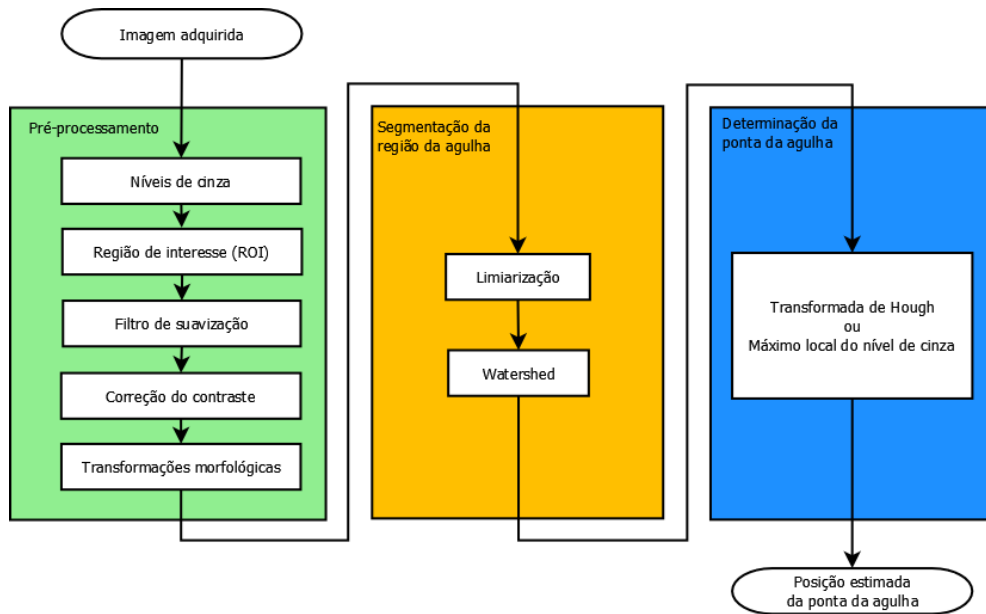 Imagem adquirida
Pré-processamento
Níveis de cinza
Região de interesse (ROI)
Filtro de suavização
Correção do contraste
Transformações morfológicas
Segmentação da
região da agulha
Limiarização
Watershed
Determinação da
ponta da agulha
Transformada de Hough
ou
Máximo local do nível de cinza
Posição estimada
da ponta da agulha